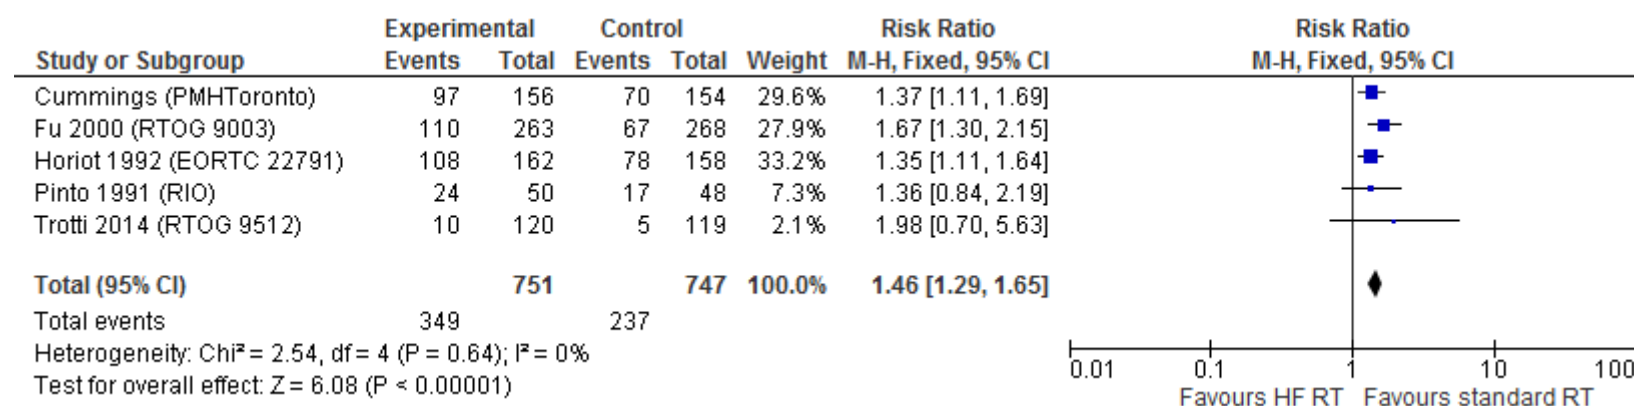 Experimental Control Risk Ratio Risk Ratio
Study or Subgroup Events Total Events Total Weight M-H, Fixed, 95% CI M-H, Fixed, 95% CI
Cummings (PMHToronto) 97 156 70 154 29.6% 1.37 [1.11, 1.69]
Fu 2000 (RTOG 9003) 110 263 67 268 27.9% 1.67 [1.30, 2.15]
Horiot 1992 (EORTC 22791) 108 162 78 158 33.2% 1.35 [1.11, 1.64]
Pinto 1991 (RIO) 24 50 17 48 7.3% 1.36 [0.84, 2.19]
Trotti 2014 (RTOG 9512) 10 120 5 119 2.1% 1.98 [0.70, 5.63]
Total (95% CI) 751 747 100.0% 1.46 [1.29, 1.65]
Total events 349 237
Heterogeneity: Chi² = 2.54, df = 4 (P = 0.64); I² = 0%
Test for overall effect: Z = 6.08 (P < 0.00001)
0.01 0.1 1 10 100
Favours HF RT Favours standard RT